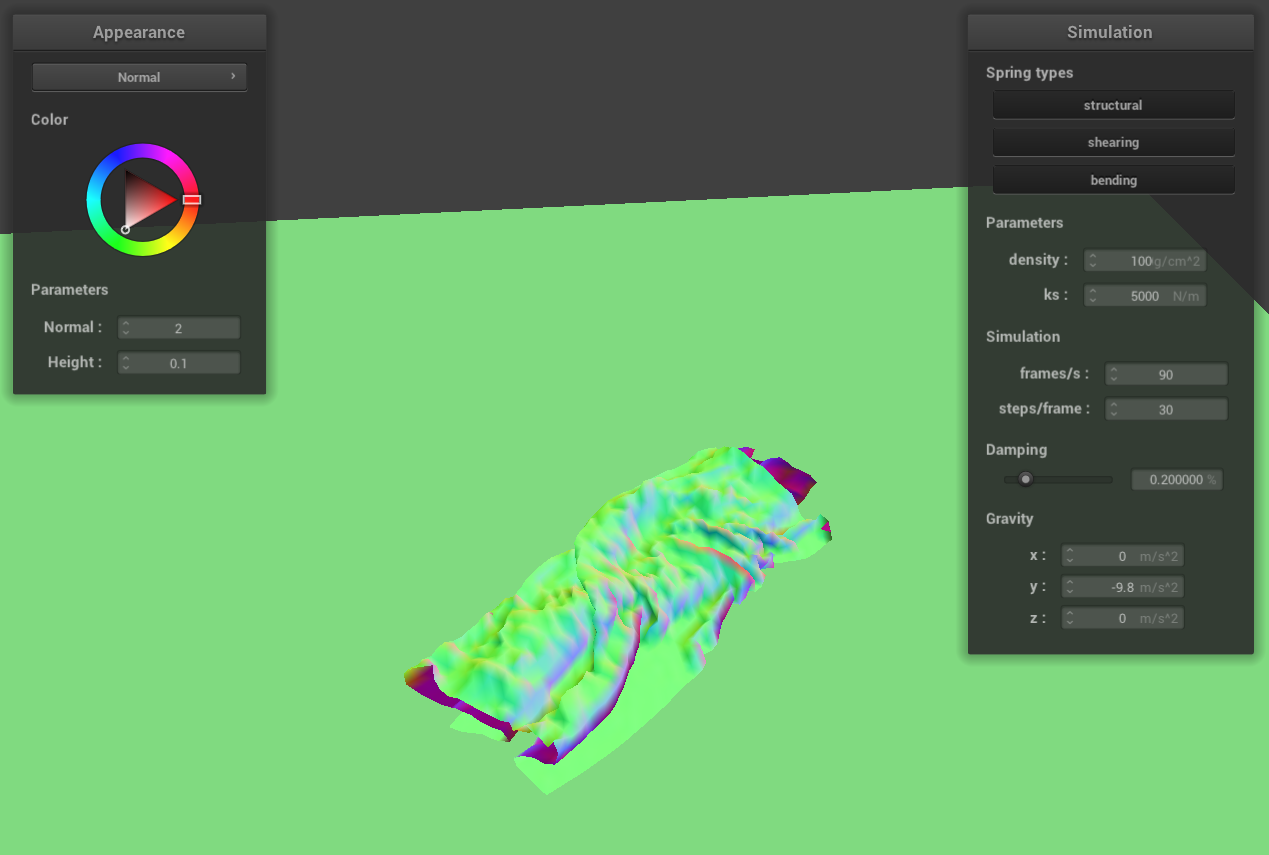 Appearance
Normal
Color
Parameters
Normal : 2
Height : 0.1
Simulation
Spring types
structural
shearing
bending
Parameters
density : 100 g/cm^2
ks : 5000 N/m
Simulation
frames/s : 90
steps/frame : 30
Damping
0.200000 %
Gravity
x : 0 m/s^2
y : -9.8 m/s^2
z : 0 m/s^2